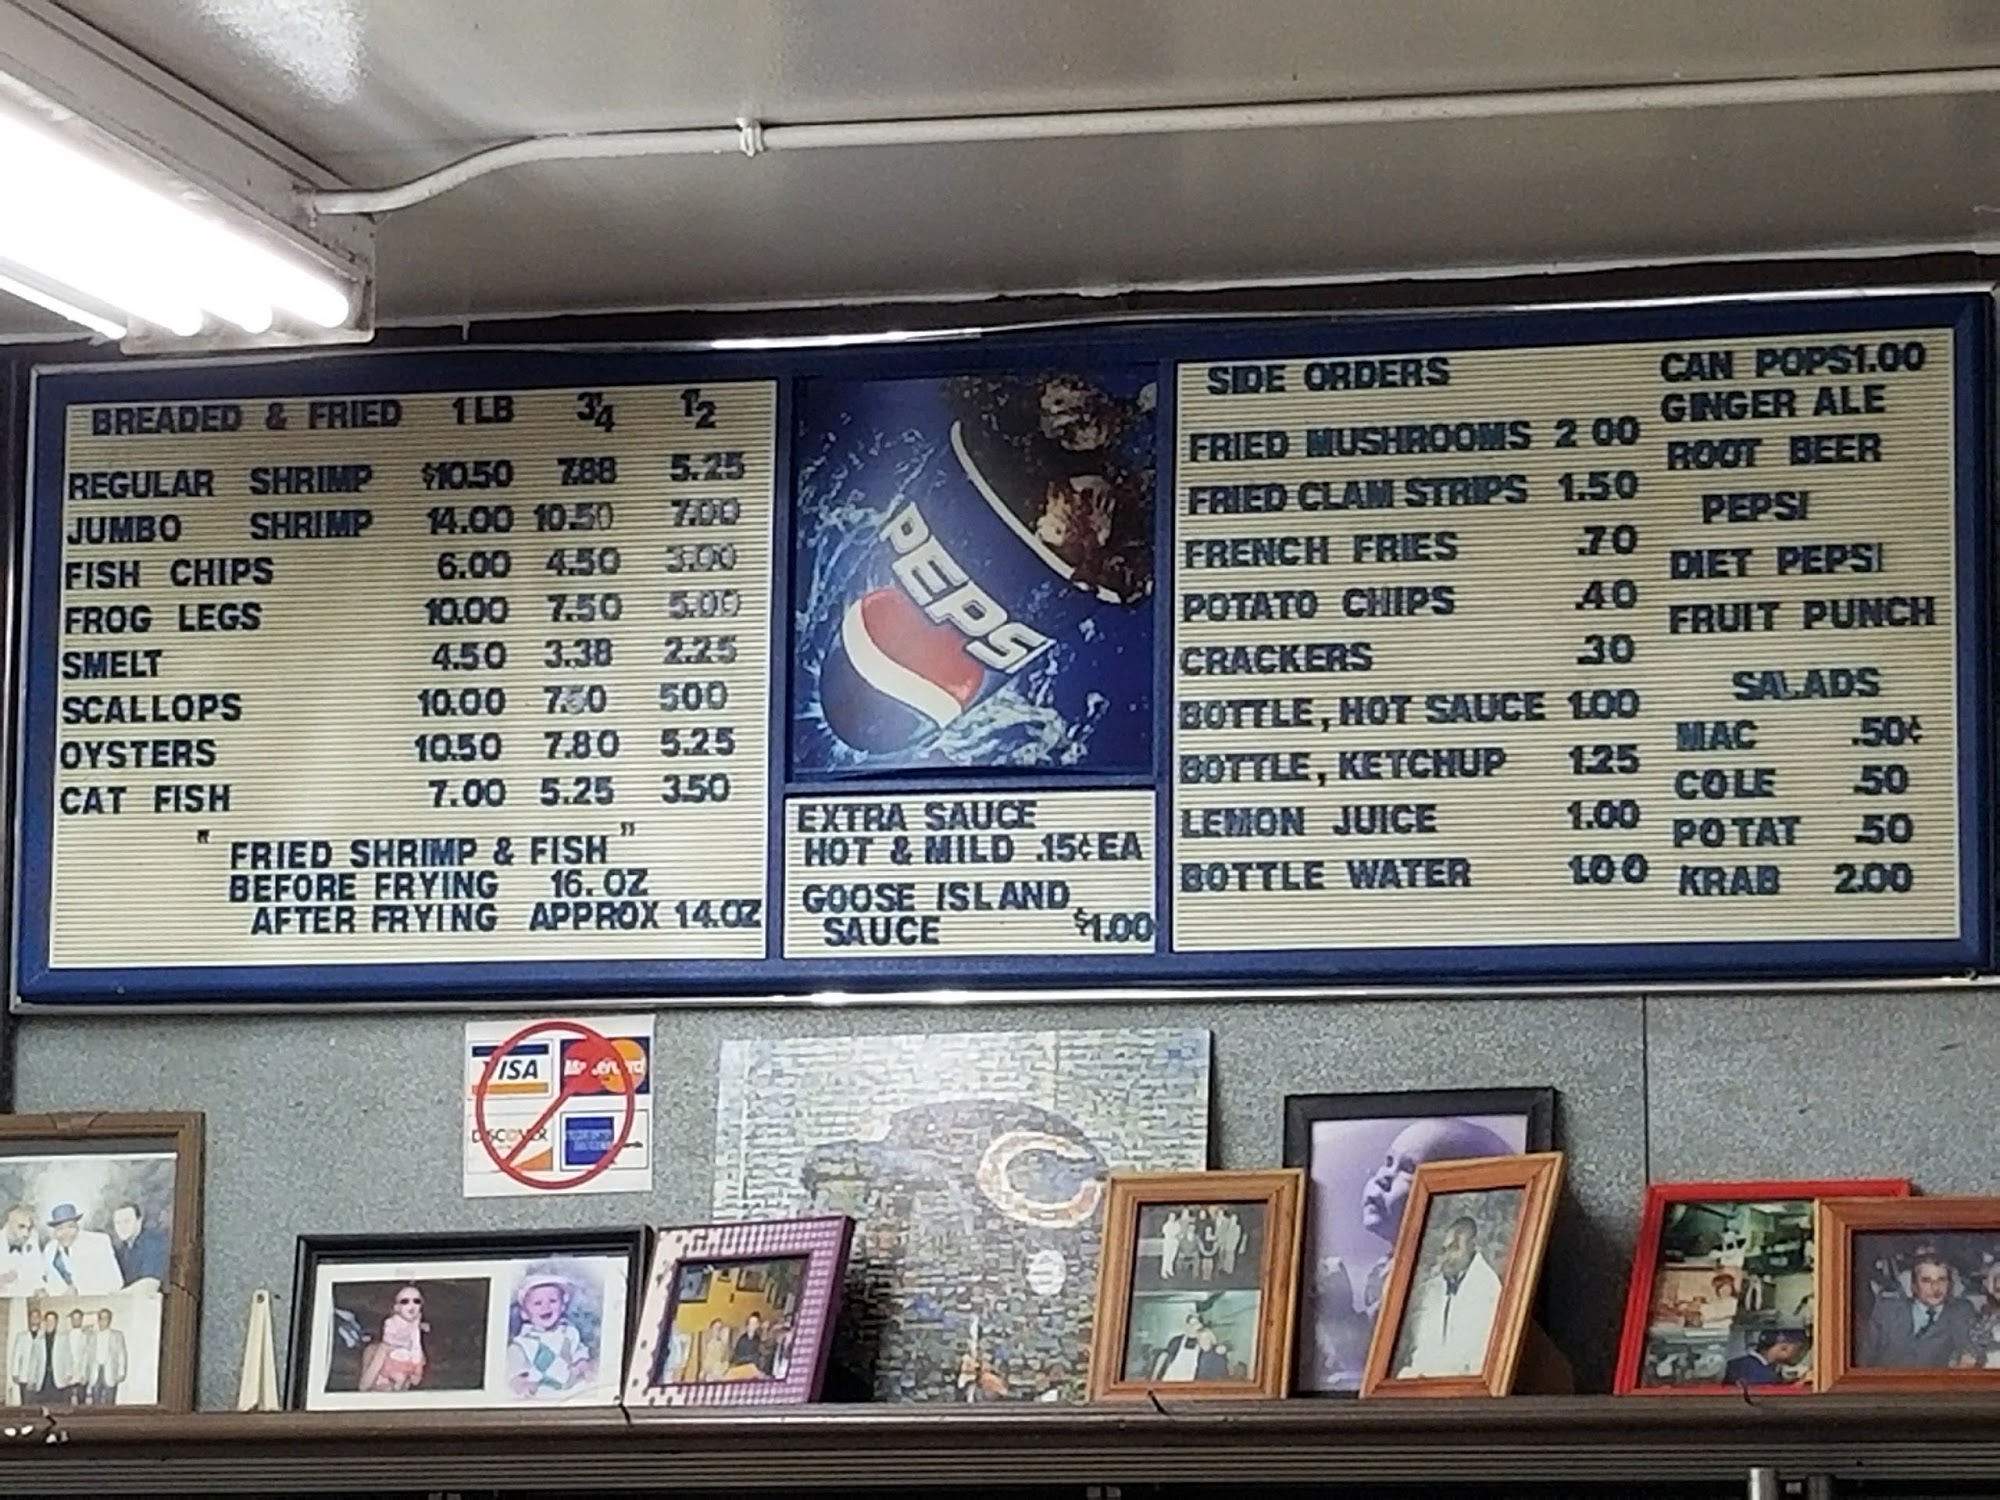 BREADED & FRIED 1 LB 3/4 1/2
REGULAR SHRIMP $10.50 7.88 5.25
JUMBO SHRIMP 14.00 10.50 7.00
FISH CHIPS 6.00 4.50 3.00
FROG LEGS 10.00 7.50 5.00
SMELT 4.50 3.38 2.25
SCALLOPS 10.00 7.50 500
OYSTERS 10.50 7.80 5.25
CAT FISH 7.00 5.25 3.50
" FRIED SHRIMP & FISH "
BEFORE FRYING 16. OZ
AFTER FRYING APPROX 14.OZ
PEPSI
EXTRA SAUCE
HOT & MILD .15¢ EA
GOOSE ISLAND
SAUCE $1.00
SIDE ORDERS
FRIED MUSHROOMS 2 00
FRIED CLAM STRIPS 1.50
FRENCH FRIES .70
POTATO CHIPS .40
CRACKERS .30
BOTTLE, HOT SAUCE 1.00
BOTTLE, KETCHUP 1.25
LEMON JUICE 1.00
BOTTLE WATER 1.00
CAN POPS 1.00
GINGER ALE
ROOT BEER
PEPSI
DIET PEPSI
FRUIT PUNCH
SALADS
MAC .50¢
COLE .50
POTAT .50
KRAB 2.00
VISA MasterCard
DISCOVER
C